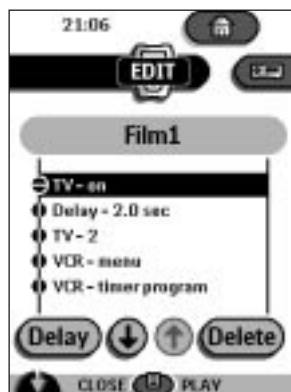 21:06
EDIT
Film1
TV - on
Delay - 2.0 sec
TV - 2
VCR - menu
VCR - timer program
Delay Delete
CLOSE PLAY